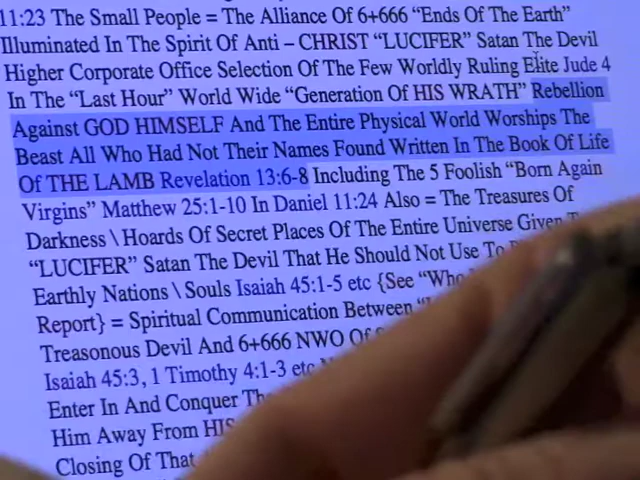 11:23 The Small People = The Alliance Of 6+666 "Ends Of The Earth"
Illuminated In The Spirit Of Anti – CHRIST "LUCIFER" Satan The Devil
Higher Corporate Office Selection Of The Few Worldly Ruling Elite Jude 4
In The "Last Hour" World Wide "Generation Of HIS WRATH" Rebellion
Against GOD HIMSELF And The Entire Physical World Worships The
Beast All Who Had Not Their Names Found Written In The Book Of Life
Of THE LAMB Revelation 13:6-8 Including The 5 Foolish "Born Again
Virgins" Matthew 25:1-10 In Daniel 11:24 Also = The Treasures Of
Darkness \ Hoards Of Secret Places Of The Entire Universe Given
"LUCIFER" Satan The Devil That He Should Not Use To
Earthly Nations \ Souls Isaiah 45:1-5 etc {See "Who
Report} = Spiritual Communication Between
Treasonous Devil And 6+666 NWO Of
Isaiah 45:3, 1 Timothy 4:1-3 etc
Enter In And Conquer The
Him Away From HIS
Closing Of That